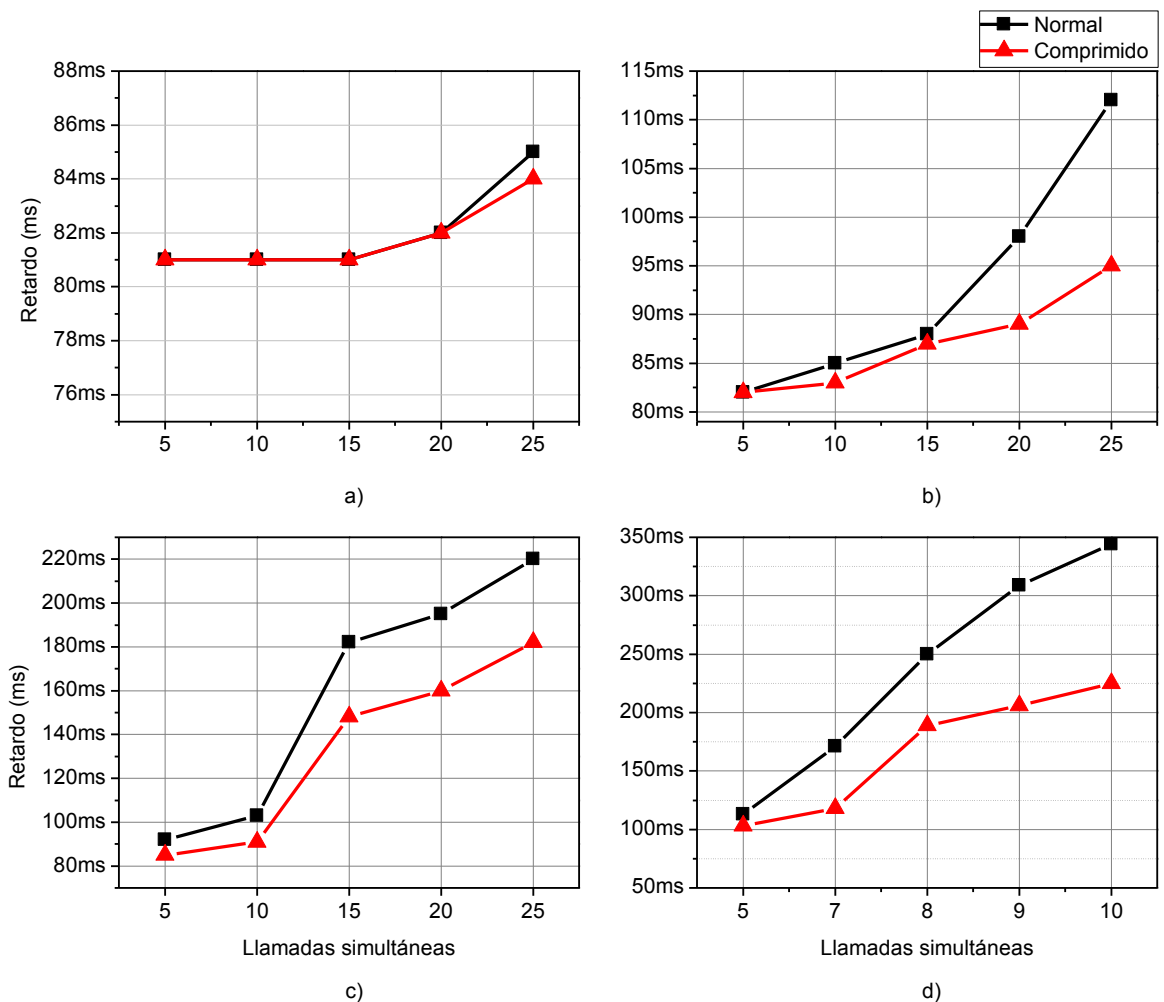 Normal
Comprimido
88ms
86ms
84ms
82ms
80ms
78ms
76ms
Retardo (ms)
5 10 15 20 25
a)
115ms
110ms
105ms
100ms
95ms
90ms
85ms
80ms
5 10 15 20 25
b)
220ms
200ms
180ms
160ms
140ms
120ms
100ms
80ms
Retardo (ms)
5 10 15 20 25
Llamadas simultáneas
c)
350ms
300ms
250ms
200ms
150ms
100ms
50ms
5 7 8 9 10
Llamadas simultáneas
d)